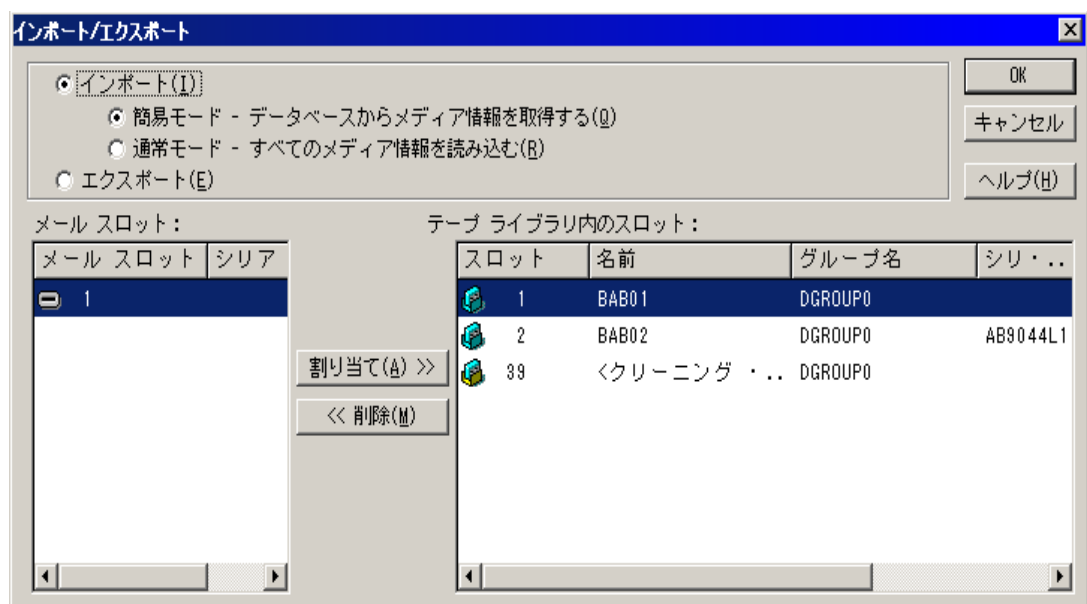 インポート/エクスポート
インポート(I)
簡易モード - データベースからメディア情報を取得する(Q)
通常モード - すべてのメディア情報を読み込む(R)
エクスポート(E)
OK
キャンセル
ヘルプ(H)
メール スロット：
メール スロット シリア
1
割り当て(A) >>
<< 削除(M)
テープ ライブラリ内のスロット：
スロット 名前 グループ名 シリ・..
1 BAB01 DGROUP0
2 BAB02 DGROUP0 AB9044L1
39 <クリーニング ・.. DGROUP0